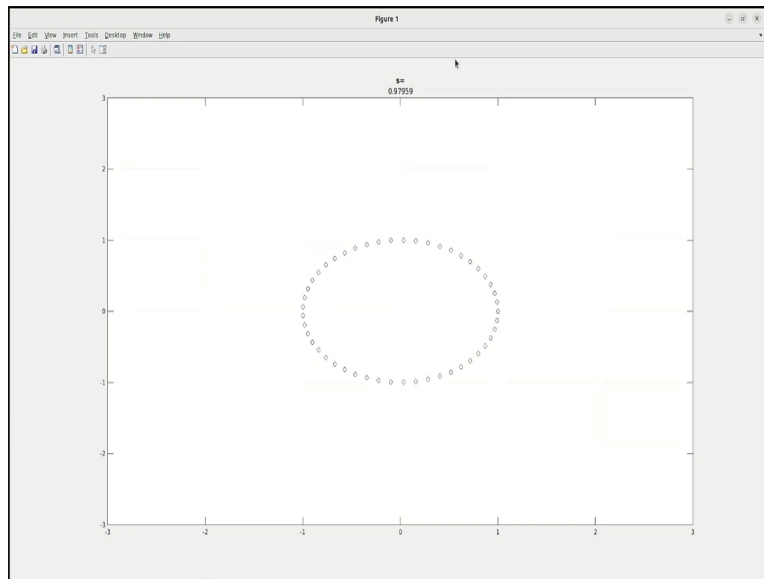 Figure 1
File Edit View Insert Tools Desktop Window Help
s=
0.97959
3
2
1
0
-1
-2
-3
-3 -2 -1 0 1 2 3